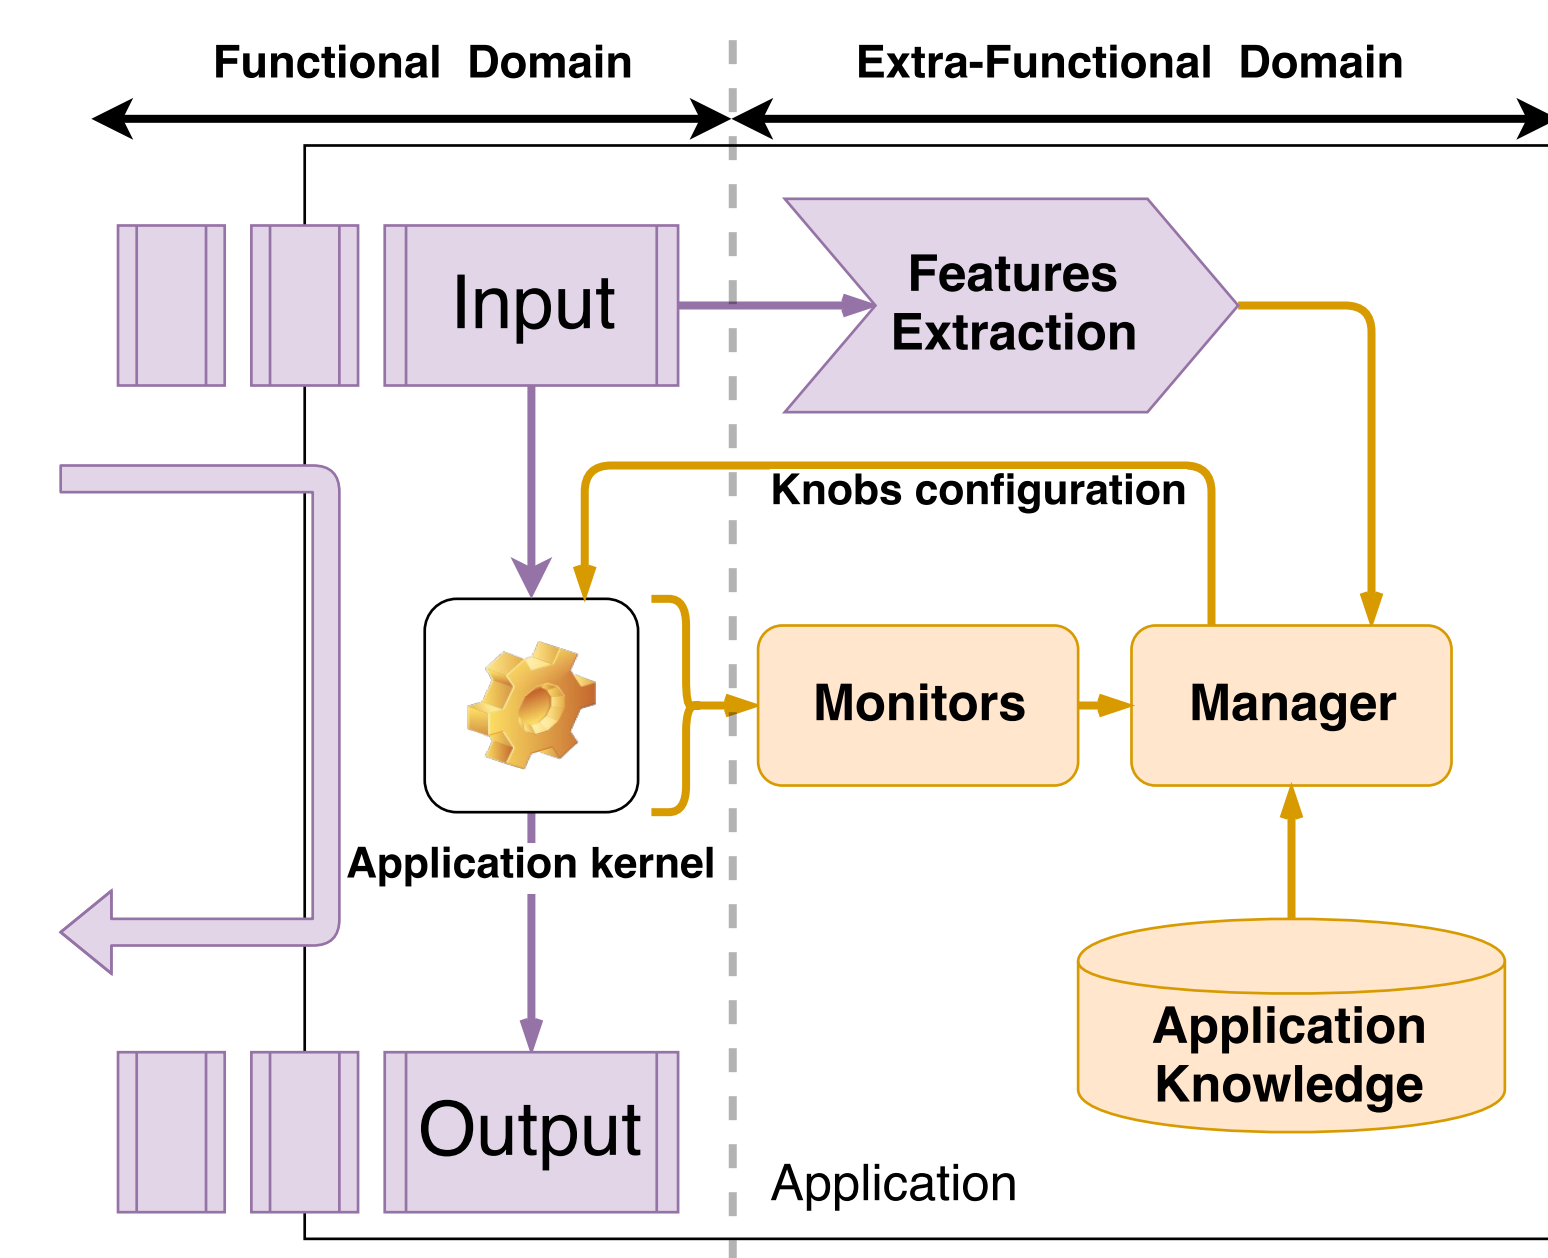 Functional Domain
Extra-Functional Domain
Input
Features
Extraction
Knobs configuration
Monitors
Manager
Application kernel
Application
Knowledge
Output
Application